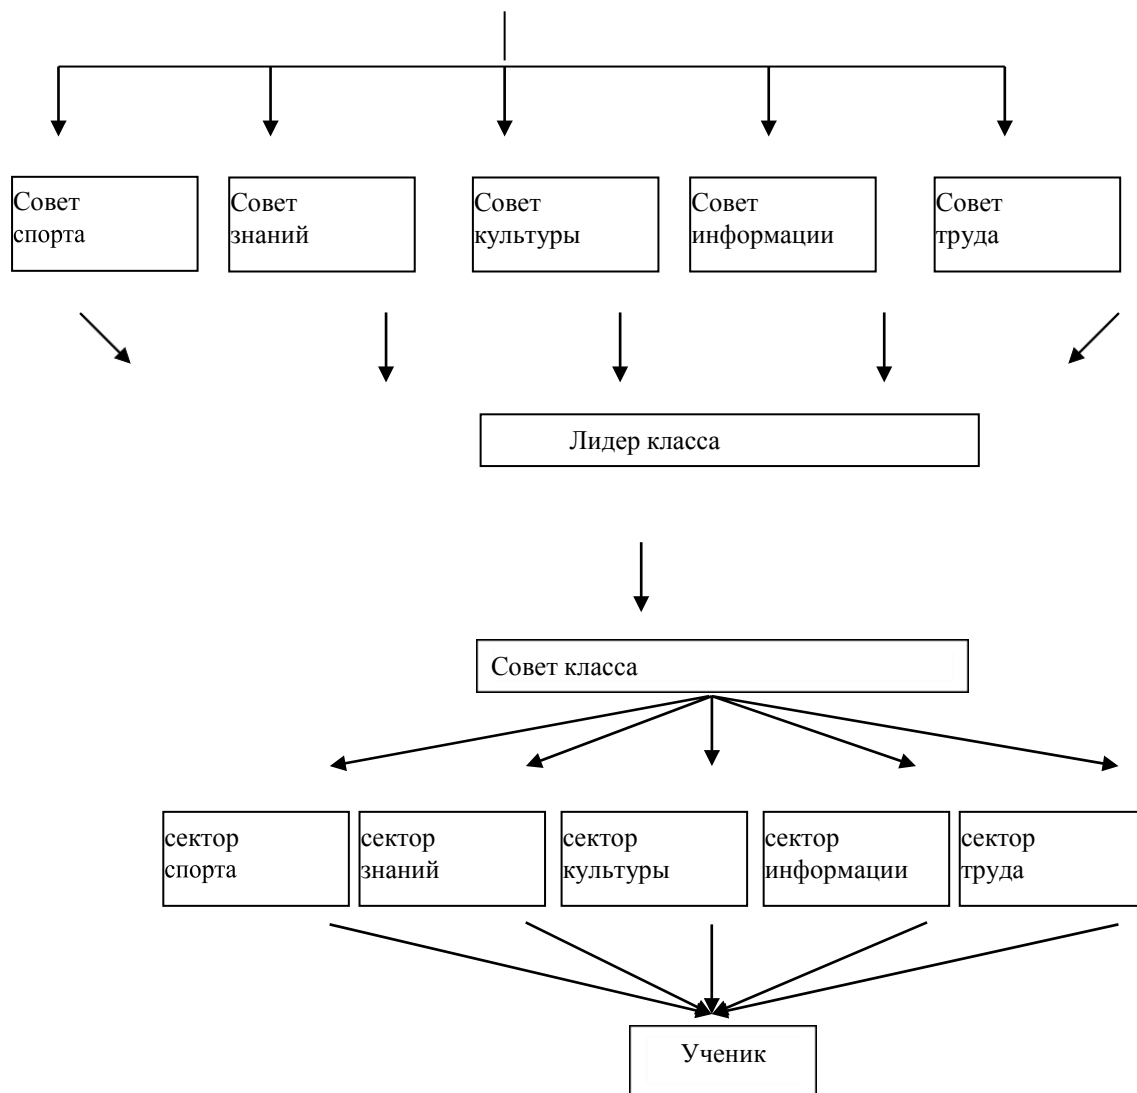 Совет
спорта
Совет
знаний
Совет
культуры
Совет
информации
Совет
труда
Лидер класса
Совет класса
сектор
спорта
сектор
знаний
сектор
культуры
сектор
информации
сектор
труда
Ученик